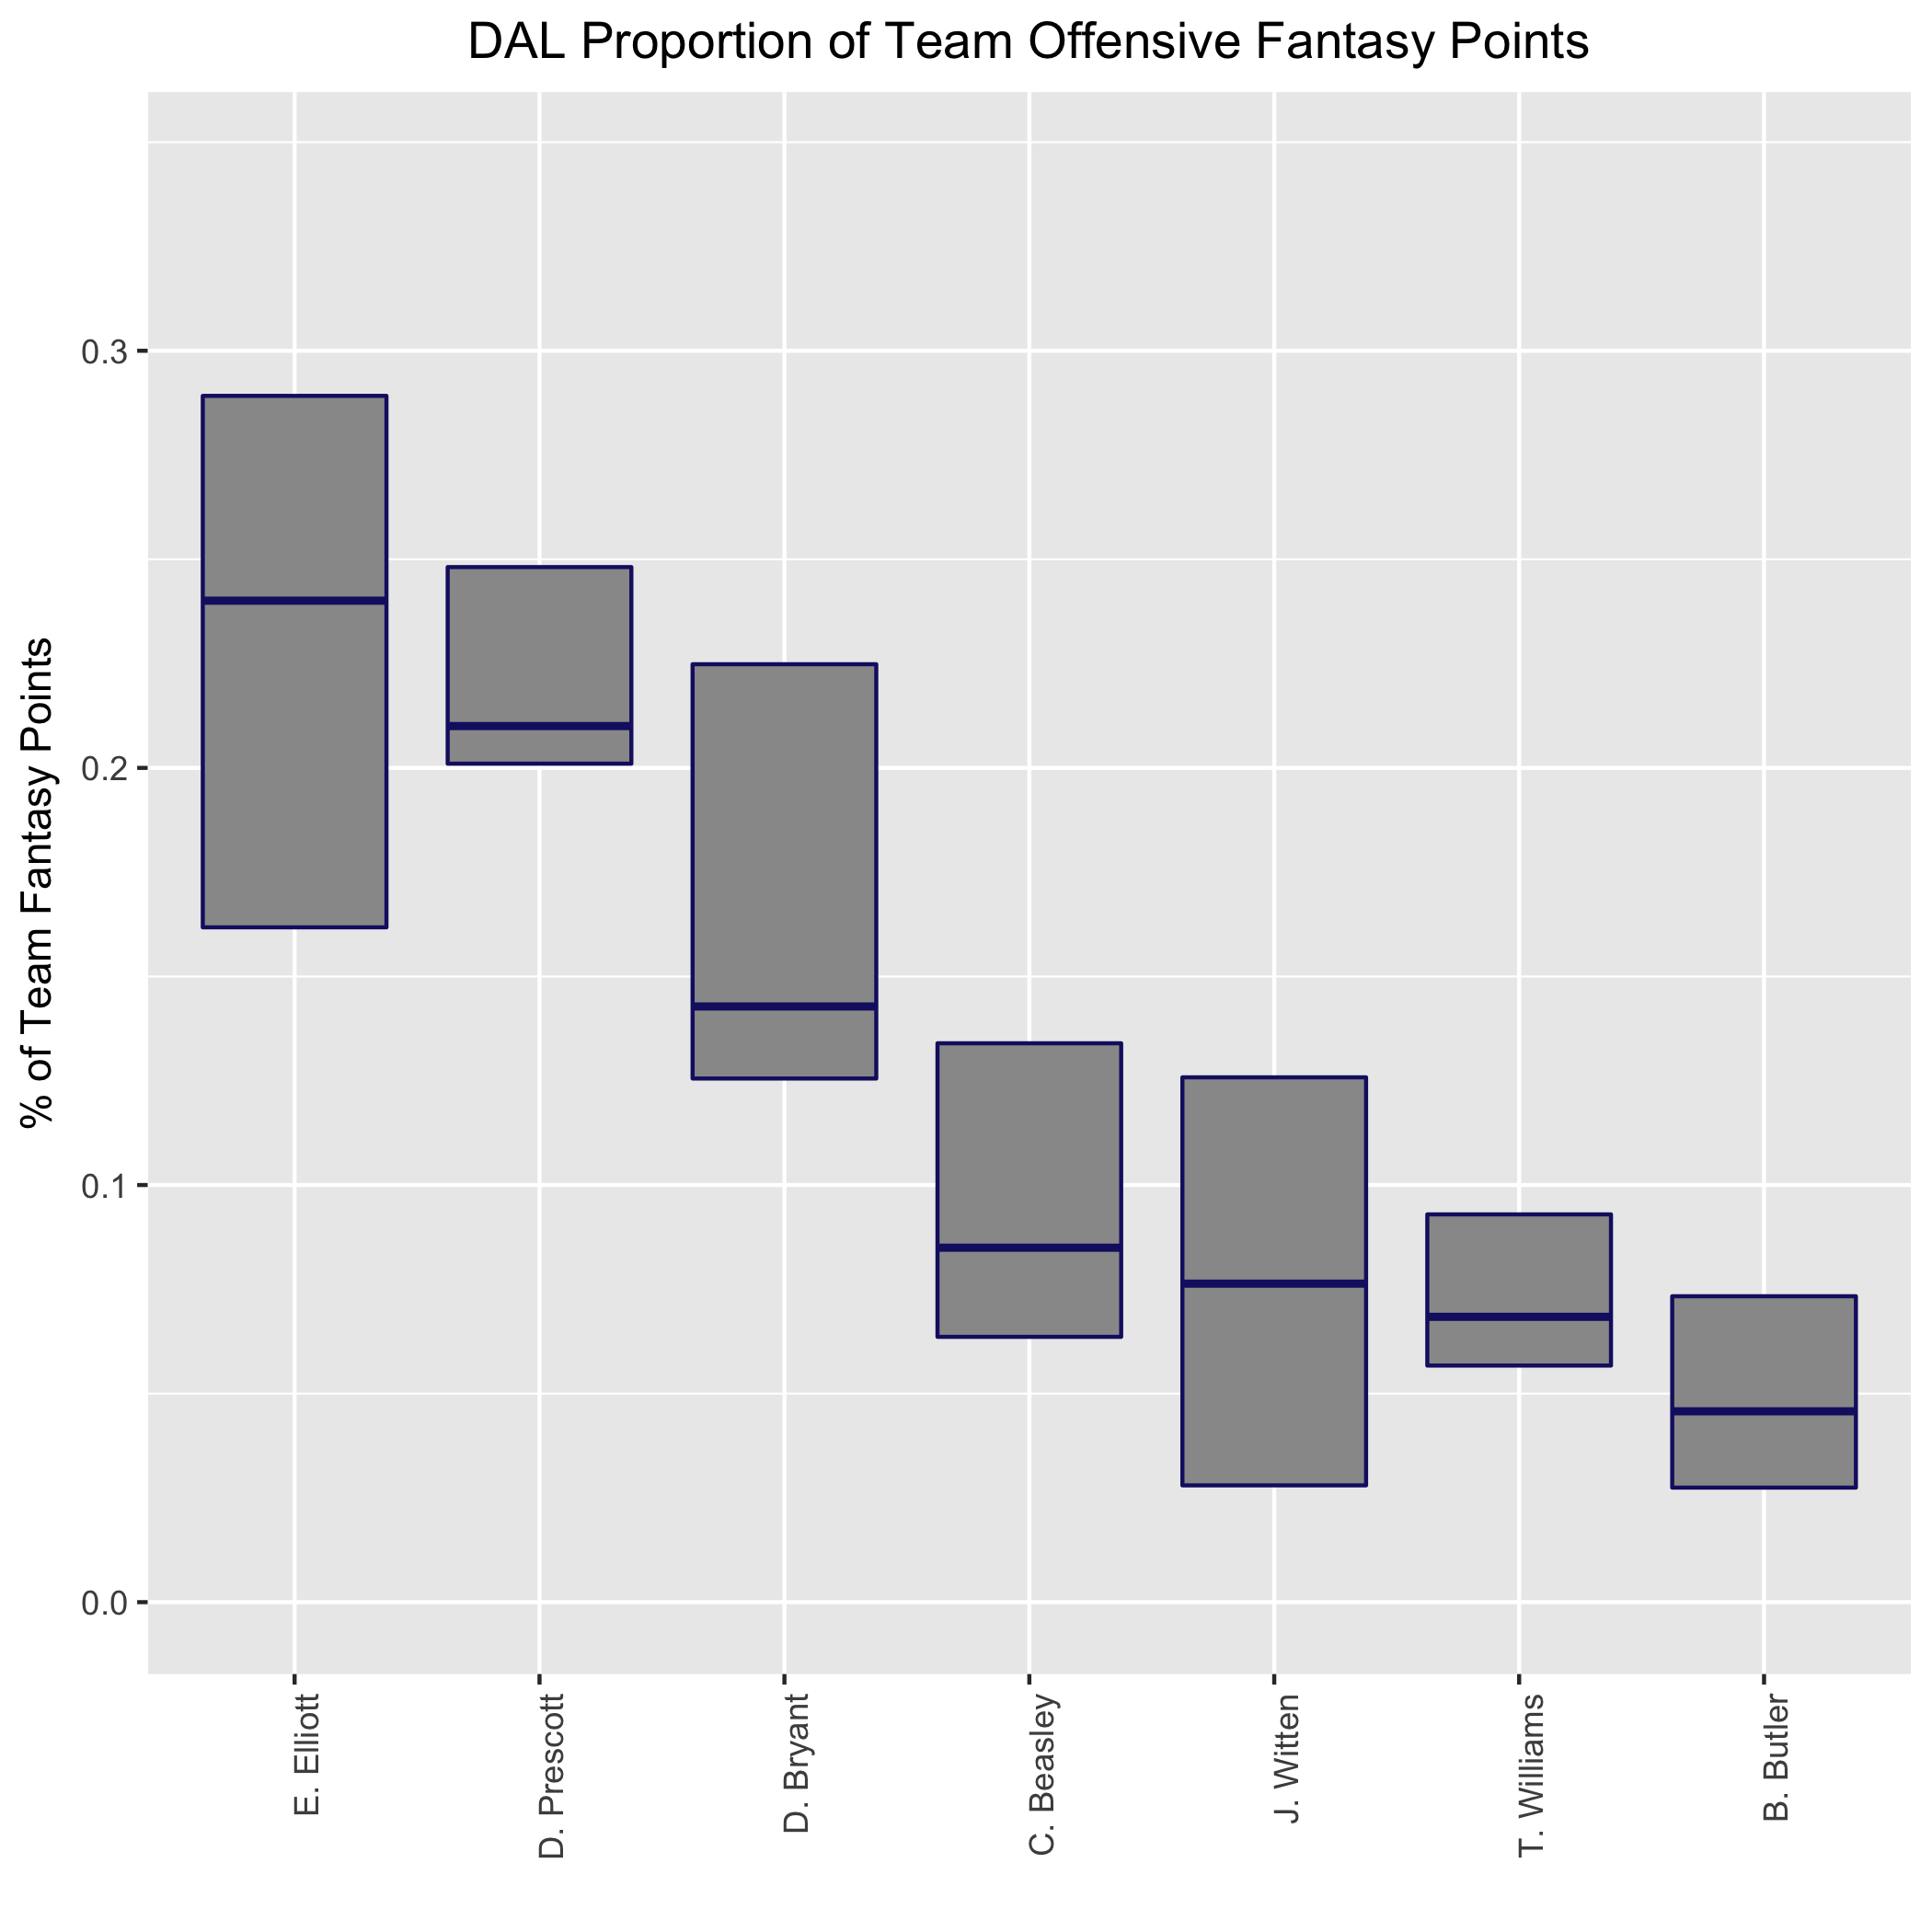 DAL Proportion of Team Offensive Fantasy Points
% of Team Fantasy Points
0.3
0.2
0.1
0.0
E. Elliott
D. Prescott
D. Bryant
C. Beasley
J. Witten
T. Williams
B. Butler